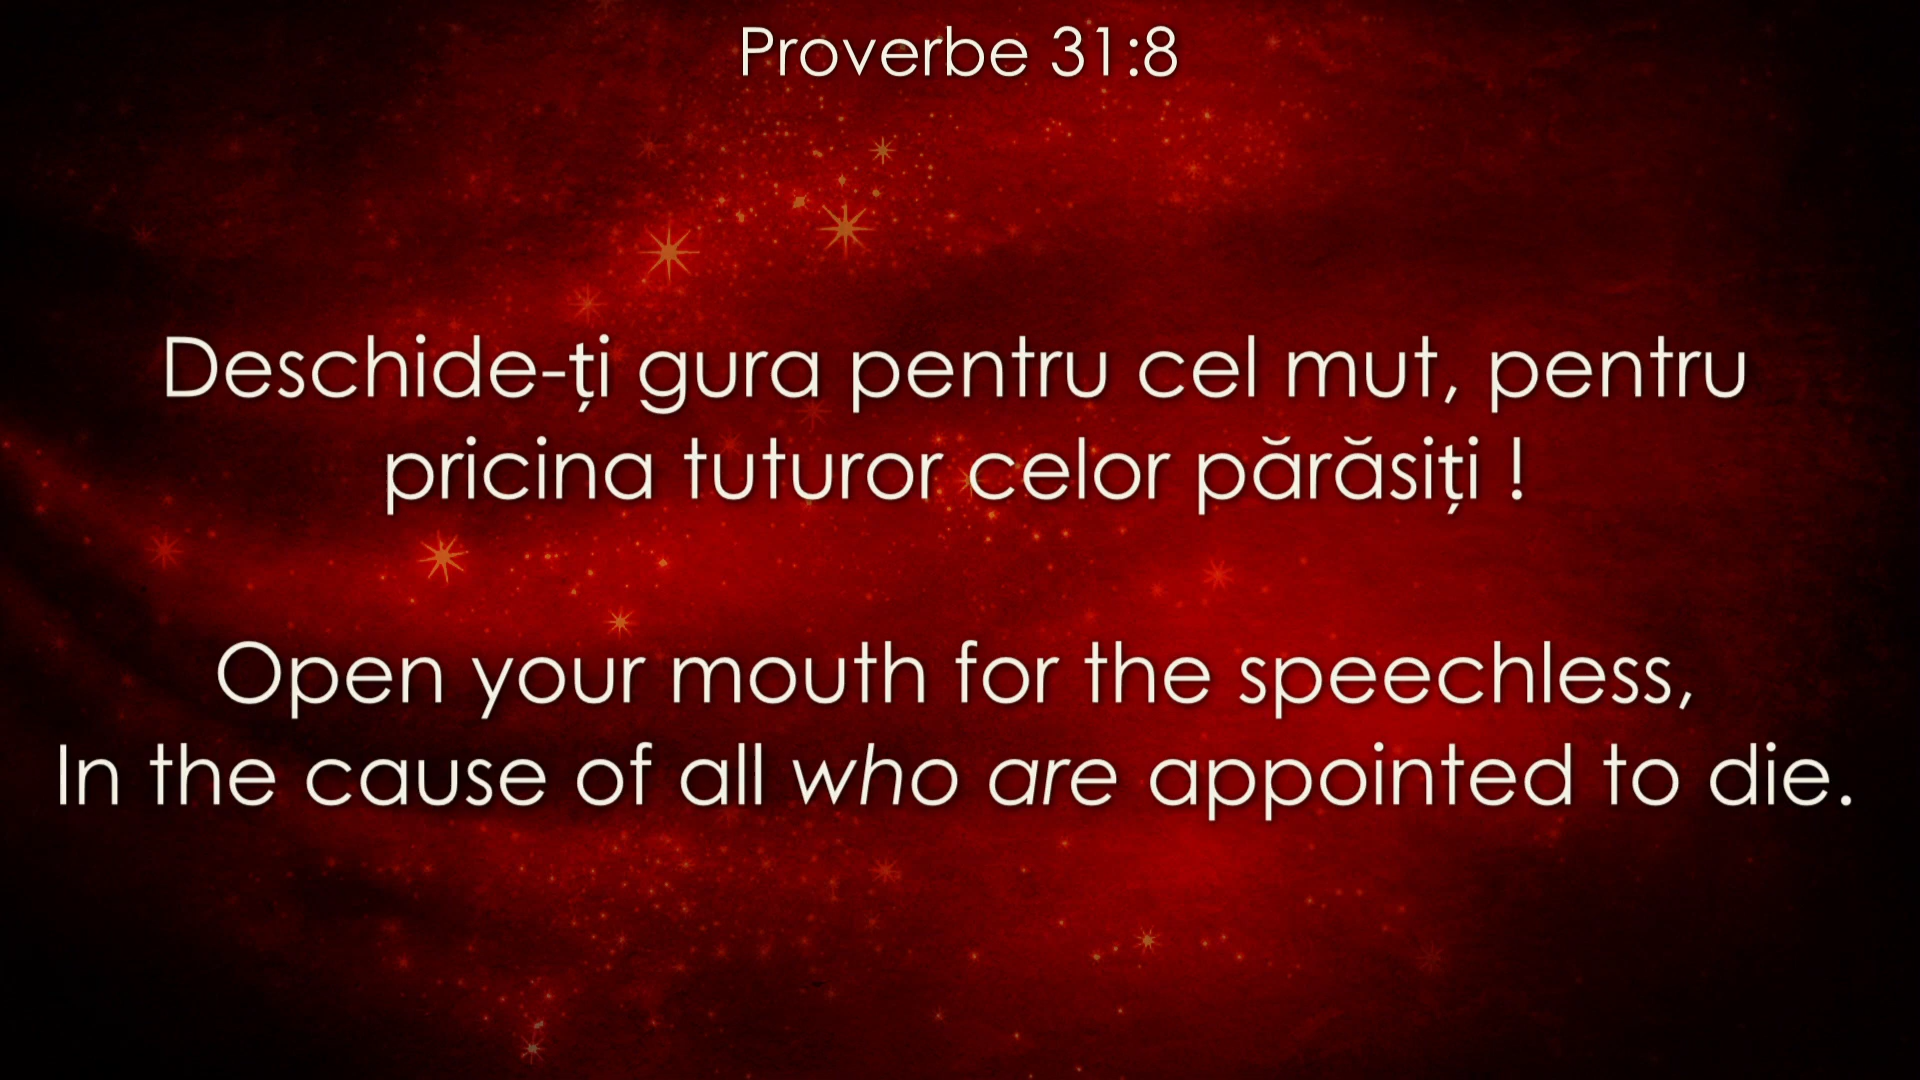 Proverbe 31:8
Deschide-ți gura pentru cel mut, pentru
pricina tuturor celor părăsiți !
Open your mouth for the speechless,
In the cause of all who are appointed to die.